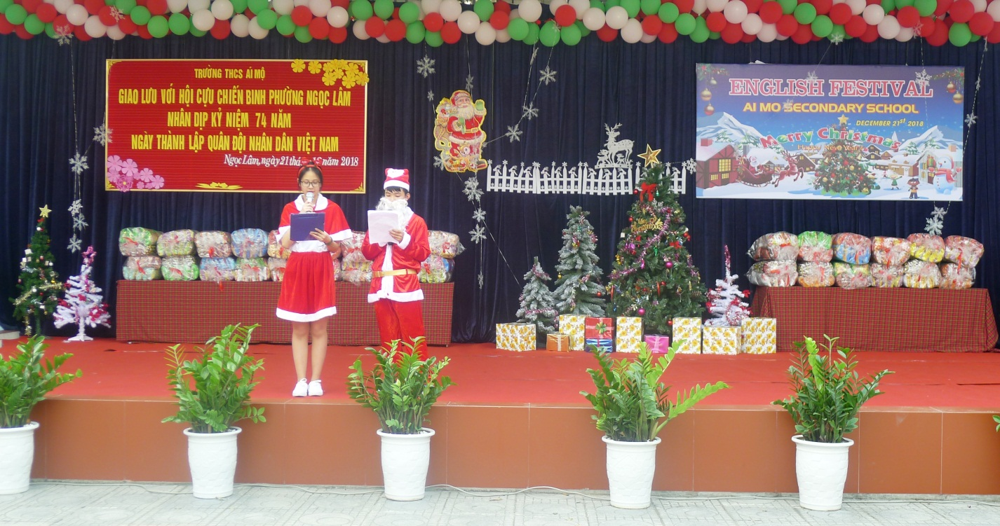 TRƯỜNG THCS ÁI MỘ
GIAO LƯU VỚI HỘI CỰU CHIẾN BINH PHƯỜNG NGỌC LÂM
NHÂN DỊP KỶ NIỆM 74 NĂM
NGÀY THÀNH LẬP QUÂN ĐỘI NHÂN DÂN VIỆT NAM
Ngọc Lâm, ngày 21 năm 2018
ENGLISH FESTIVAL
AI MO SECONDARY SCHOOL
DECEMBER 21st 2018
Merry Christmas
Happy New Year
Christmas